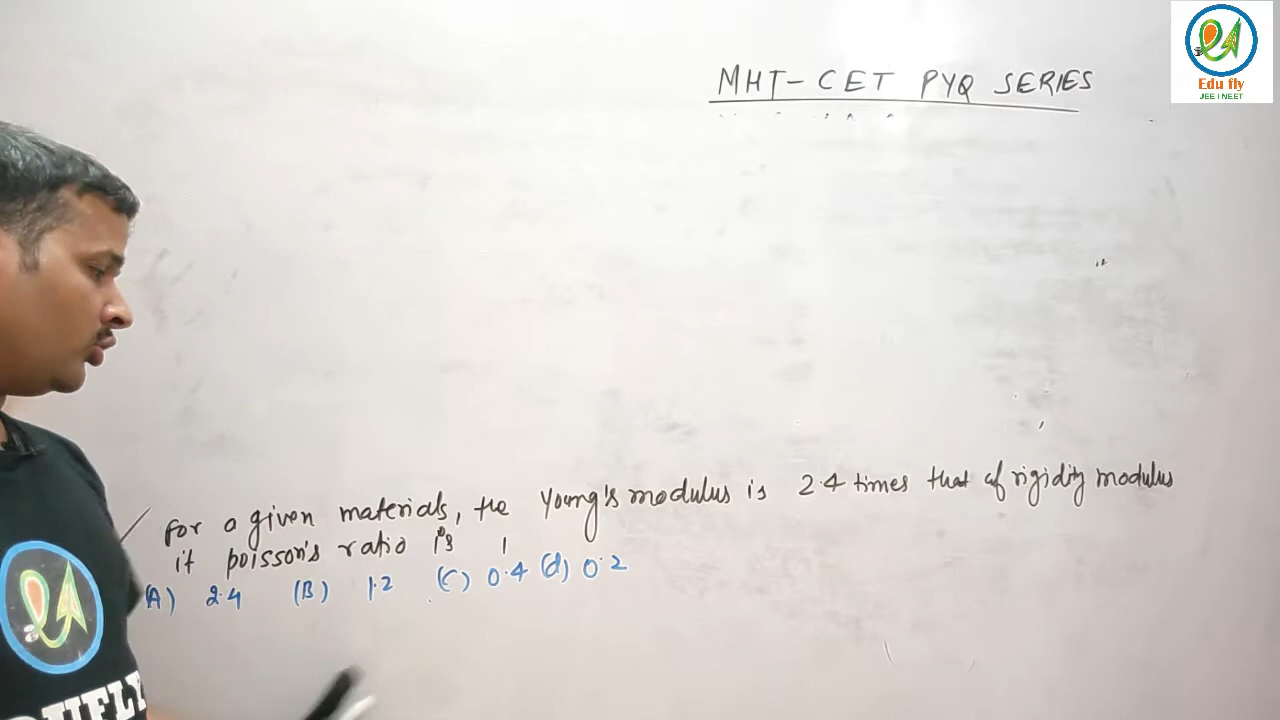 MHT-CET PYQ SERIES
Edu fly
JEE I NEET
for a given materials, the Young's modulus is 2.4 times that of rigidity modulus
it poisson's ratio is
(A) 2.4 (B) 1.2 (C) 0.4 (d) 0.2